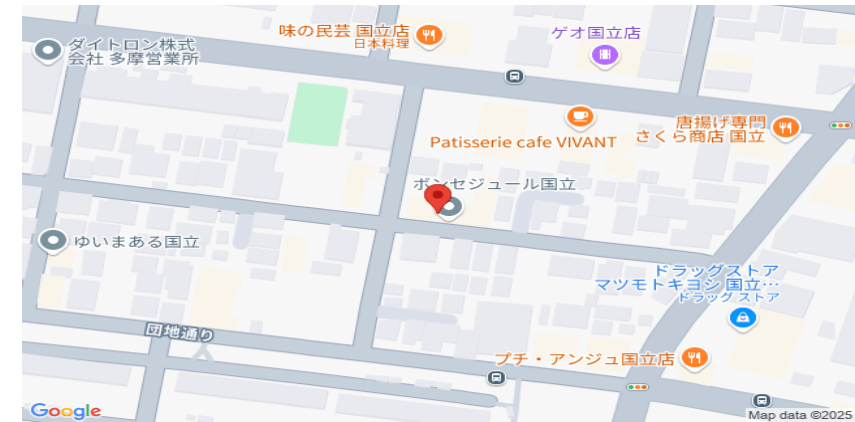 味の民芸 国立店
日本料理
ゲオ国立店
ダイトロン株式
会社 多摩営業所
唐揚げ専門
さくら商店 国立
Patisserie cafe VIVANT
ボンセジュール国立
ゆいまある国立
ドラッグストア
マツモトキヨシ 国立…
ドラッグ ストア
団地通り
プチ・アンジュ国立店
Google
Map data ©2025